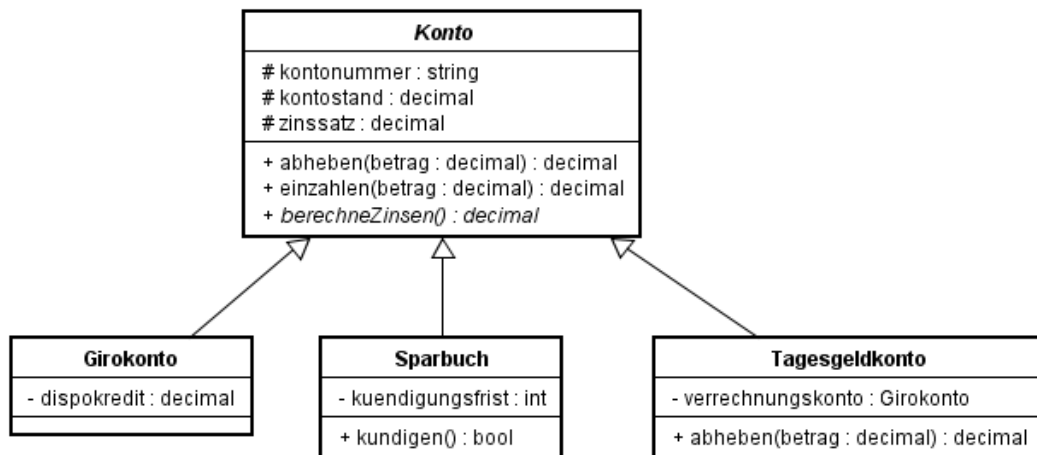 Konto
# kontonummer : string
# kontostand : decimal
# zinssatz : decimal
+ abheben(betrag : decimal) : decimal
+ einzahlen(betrag : decimal) : decimal
+ berechneZinsen() : decimal
Girokonto
- dispokredit : decimal
Sparbuch
- kuendigungsfrist : int
+ kundigen() : bool
Tagesgeldkonto
- verrechnungskonto : Girokonto
+ abheben(betrag : decimal) : decimal